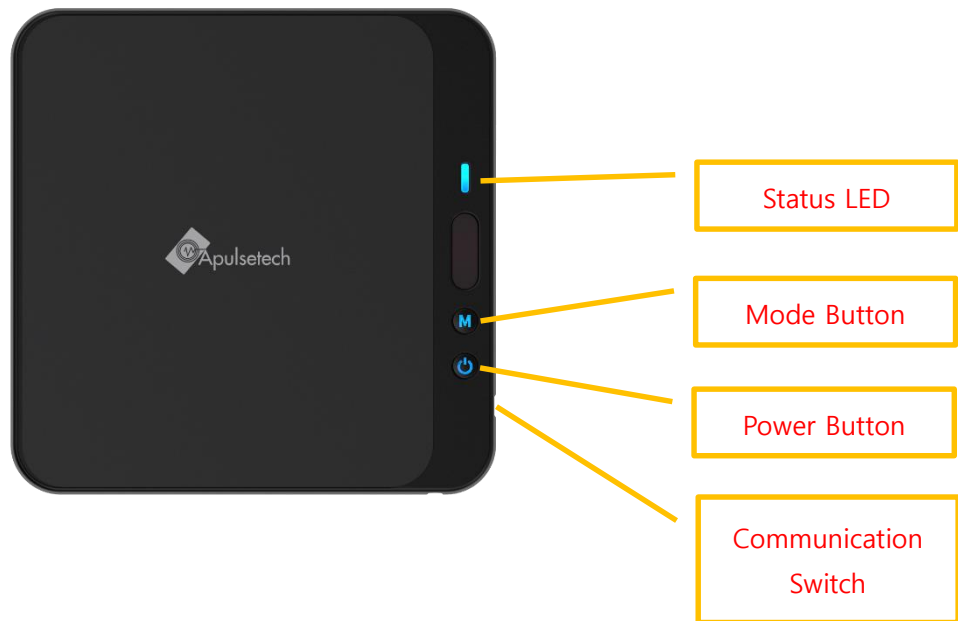 Status LED
Apulsetech
M
Mode Button
Power Button
Communication
Switch